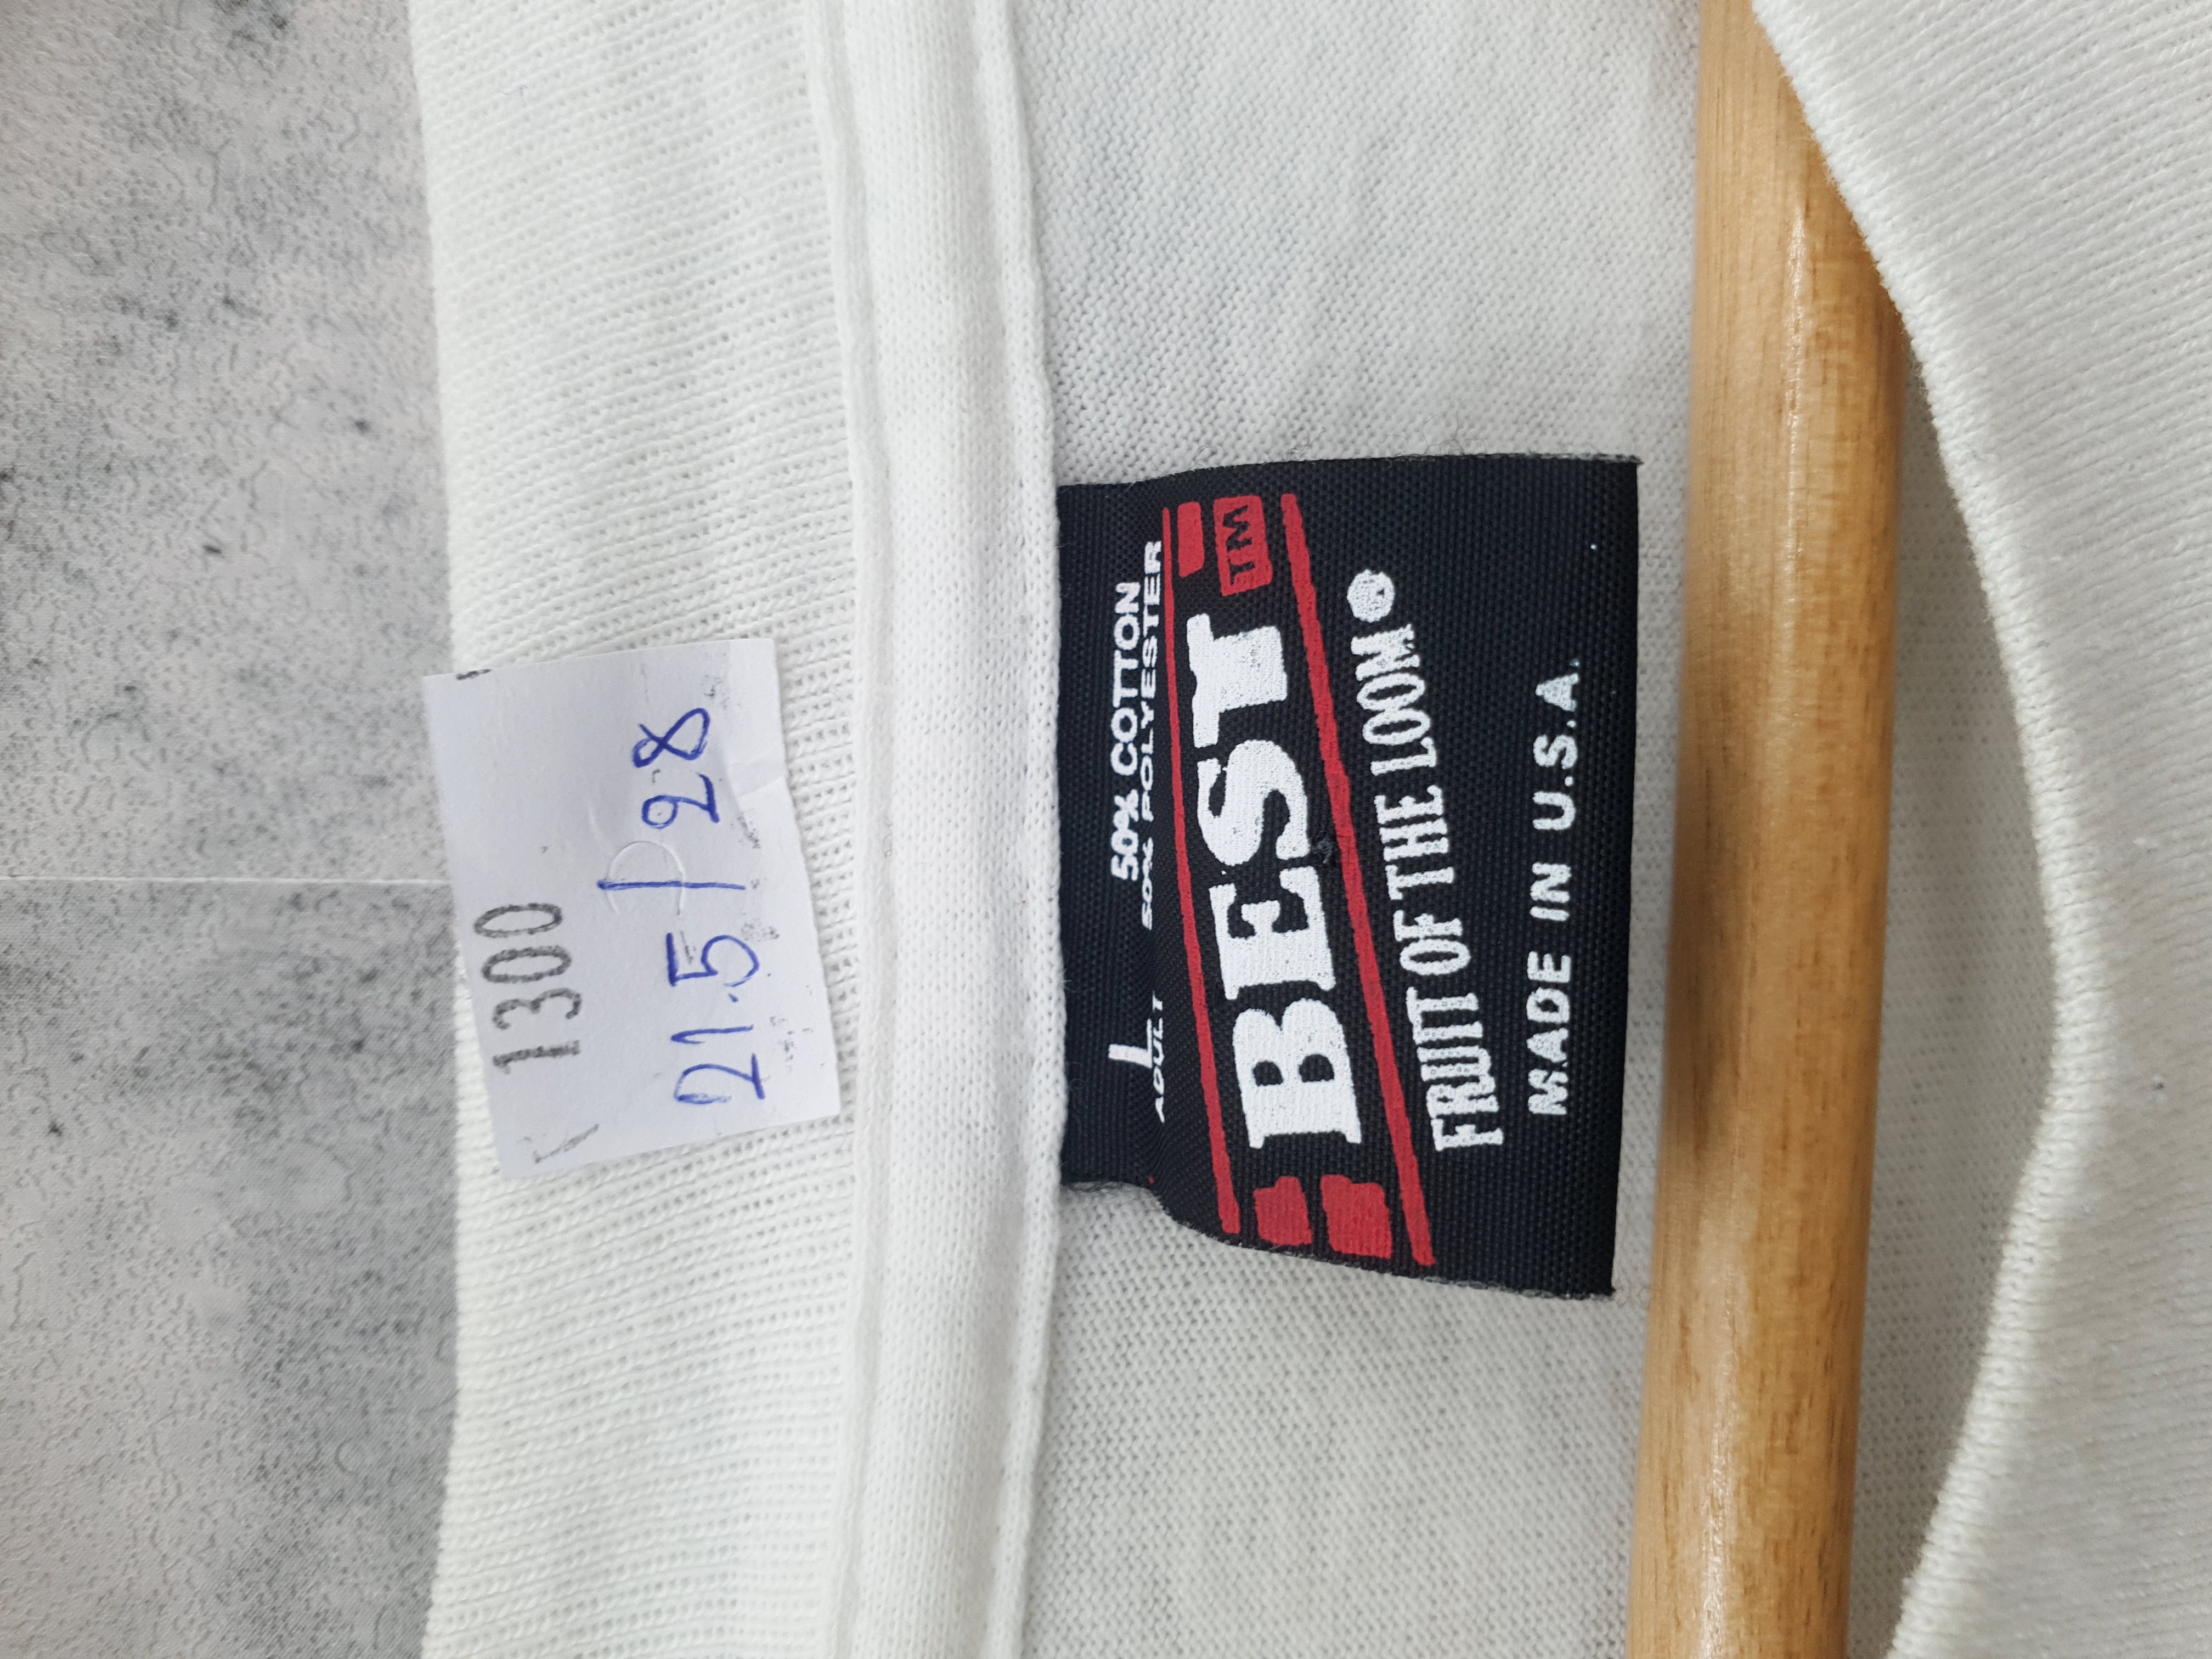 1300
21.5 | 28
L
ADULT
50% COTTON
50% POLYESTER
BEST TM
FRUIT OF THE LOOM®
MADE IN U.S.A.